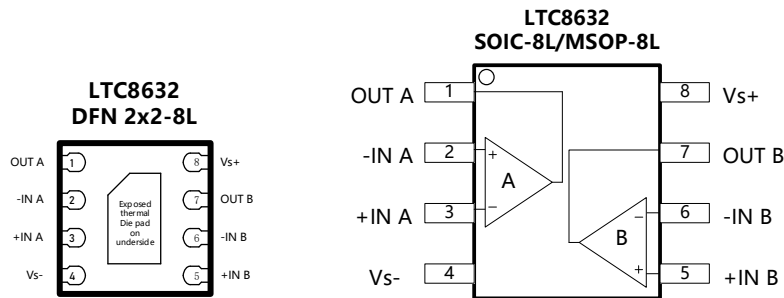 LTC8632
DFN 2x2-8L
OUT A 1
-IN A 2
+IN A 3
Vs- 4
Exposed
thermal
Die pad
on
underside
8 Vs+
7 OUT B
6 -IN B
5 +IN B
LTC8632
SOIC-8L/MSOP-8L
OUT A 1
-IN A 2
+IN A 3
Vs- 4
+
A
−
8 Vs+
7 OUT B
6 -IN B
5 +IN B
−
B
+